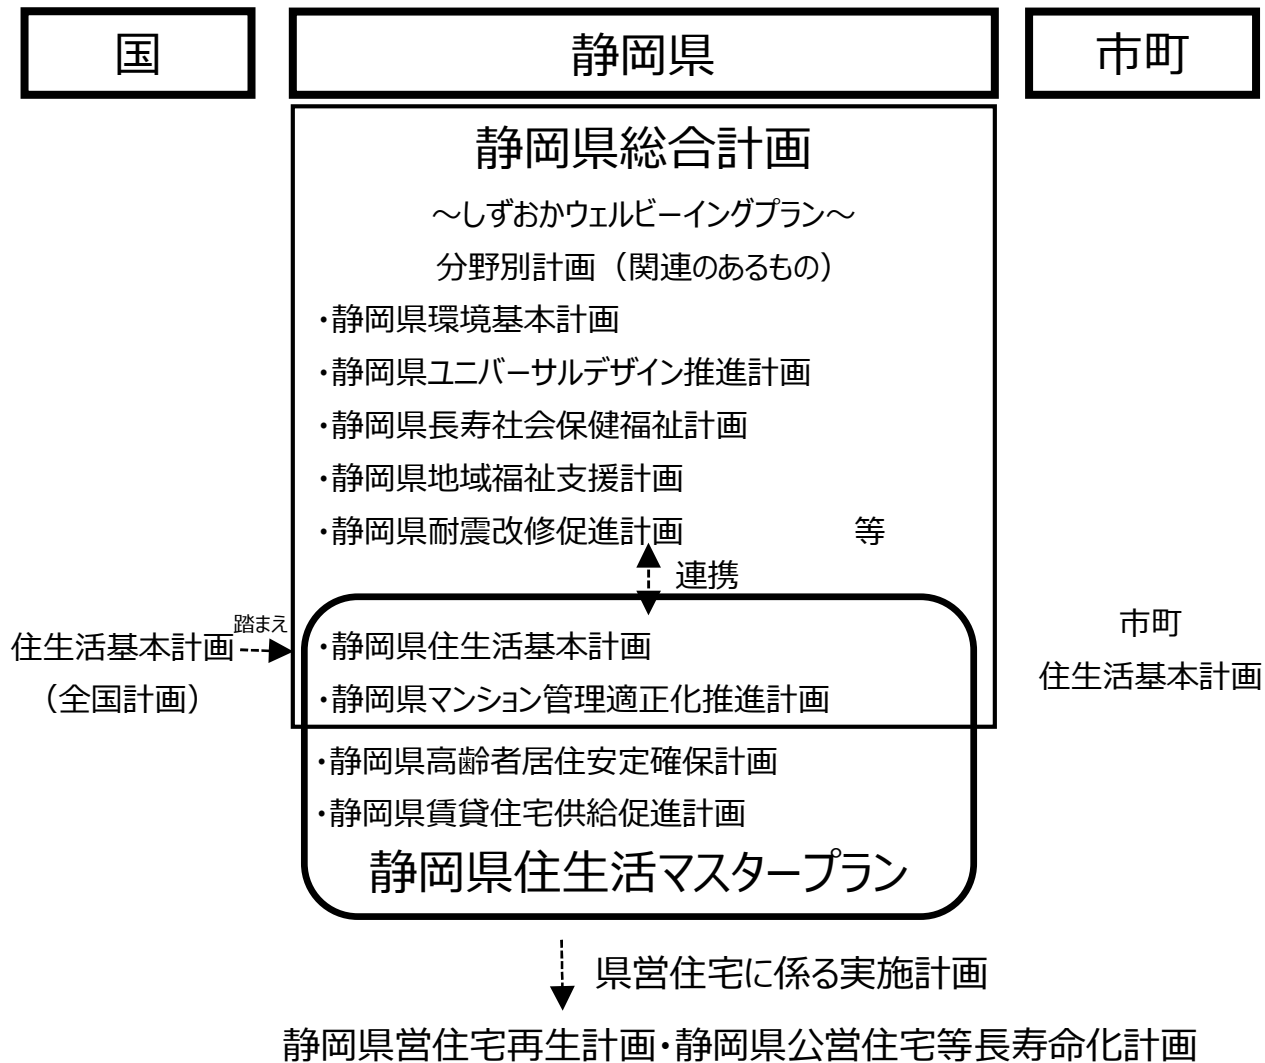 国
静岡県
市町
静岡県総合計画
～しずおかウェルビーイングプラン～
分野別計画（関連のあるもの）
・静岡県環境基本計画
・静岡県ユニバーサルデザイン推進計画
・静岡県長寿社会保健福祉計画
・静岡県地域福祉支援計画
・静岡県耐震改修促進計画　等
連携
踏まえ
住生活基本計画
（全国計画）
・静岡県住生活基本計画
・静岡県マンション管理適正化推進計画
・静岡県高齢者居住安定確保計画
・静岡県賃貸住宅供給促進計画
静岡県住生活マスタープラン
市町
住生活基本計画
県営住宅に係る実施計画
静岡県営住宅再生計画・静岡県公営住宅等長寿命化計画